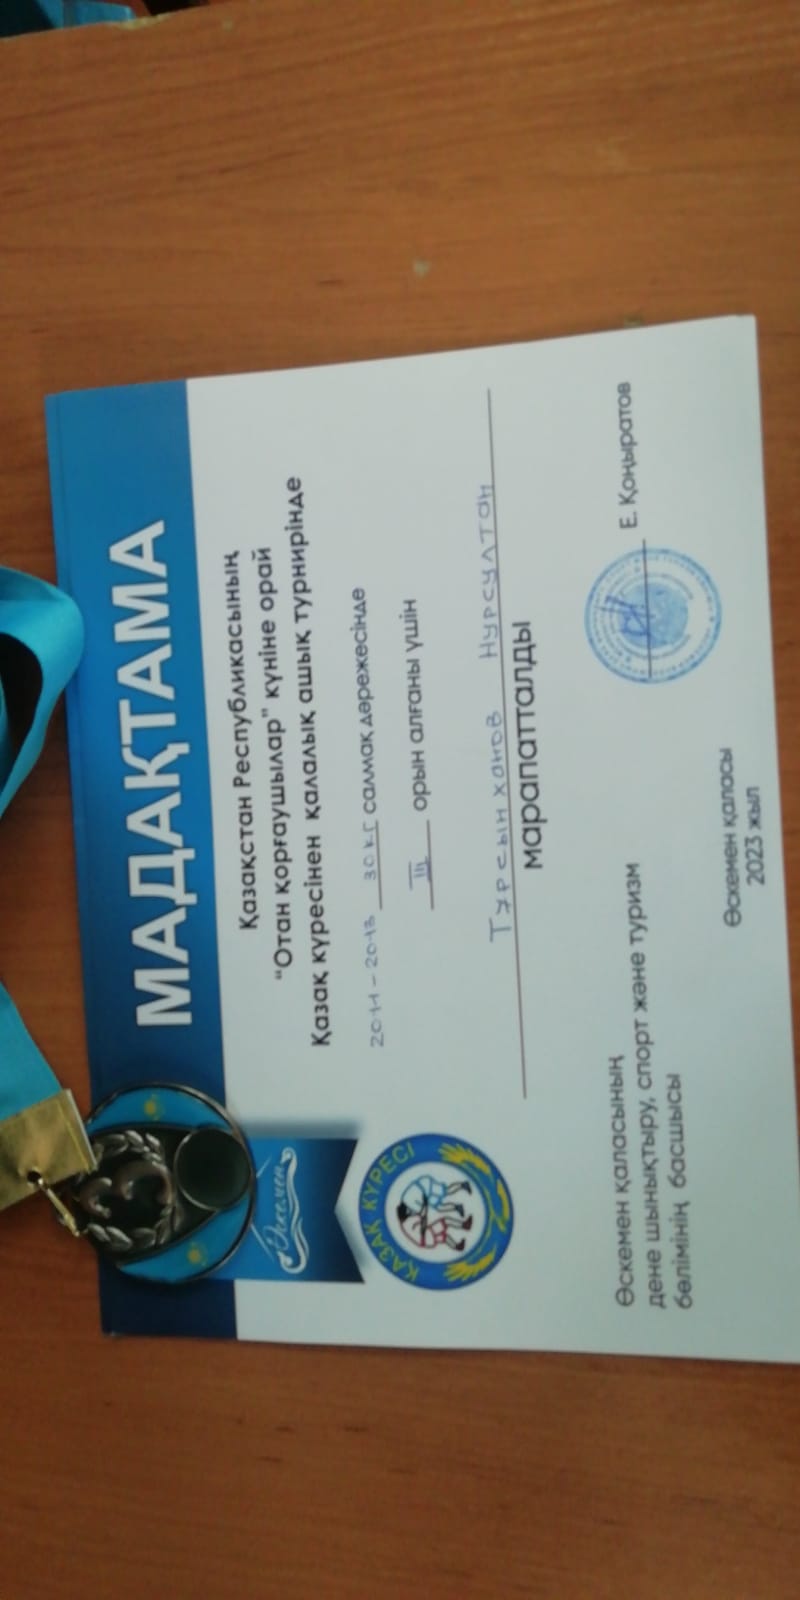 МАДАҚТАМА
Қазақстан Республикасының
"Отан қорғаушылар" күніне орай
Қазақ күресінен қалалық ашық турнирінде
2011-2013 30 кг салмақ дәрежесінде
III орын алғаны үшін
Турсынханов Нурсултан
марапатталды
Өскемен
ҚАЗАҚ КҮРЕСІ
Өскемен қаласының
дене шынықтыру, спорт және туризм
бөлімінің басшысы
Е. Қоңыратов
Өскемен қаласы
2023 жыл